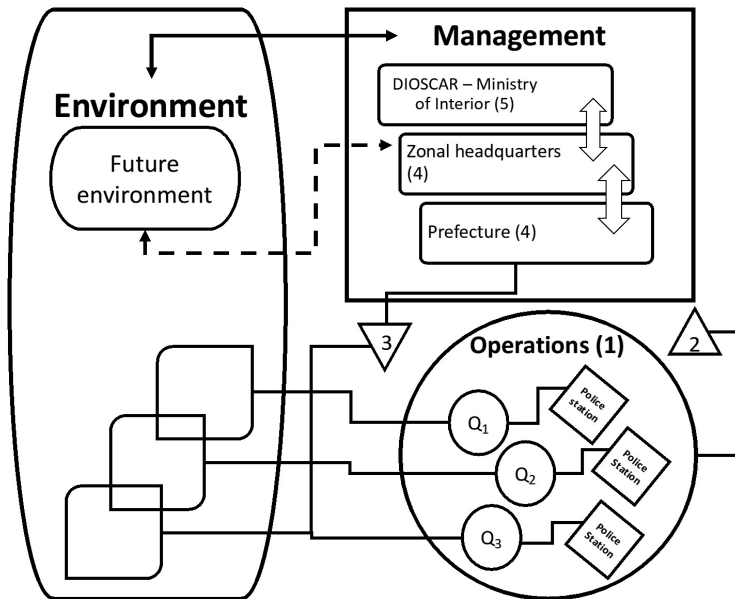 Management
DIOSCAR – Ministry
of Interior (5)
Environment
Zonal headquarters
(4)
Future
environment
Prefecture (4)
3
Operations (1)
2
Q1
Police
station
Q2
Police
Station
Q3
Police
Station